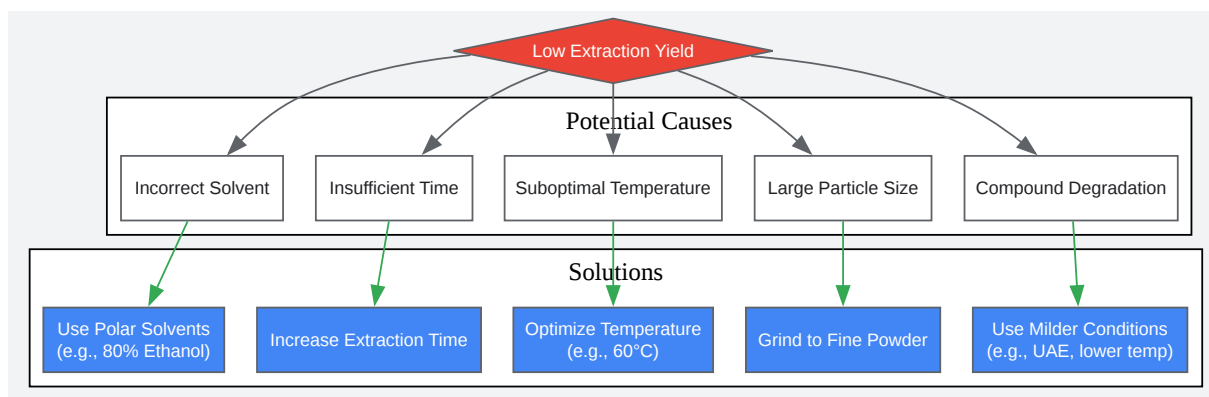 Low Extraction Yield
Potential Causes
Incorrect Solvent
Insufficient Time
Suboptimal Temperature
Large Particle Size
Compound Degradation
Solutions
Use Polar Solvents
(e.g., 80% Ethanol)
Increase Extraction Time
Optimize Temperature
(e.g., 60°C)
Grind to Fine Powder
Use Milder Conditions
(e.g., UAE, lower temp)